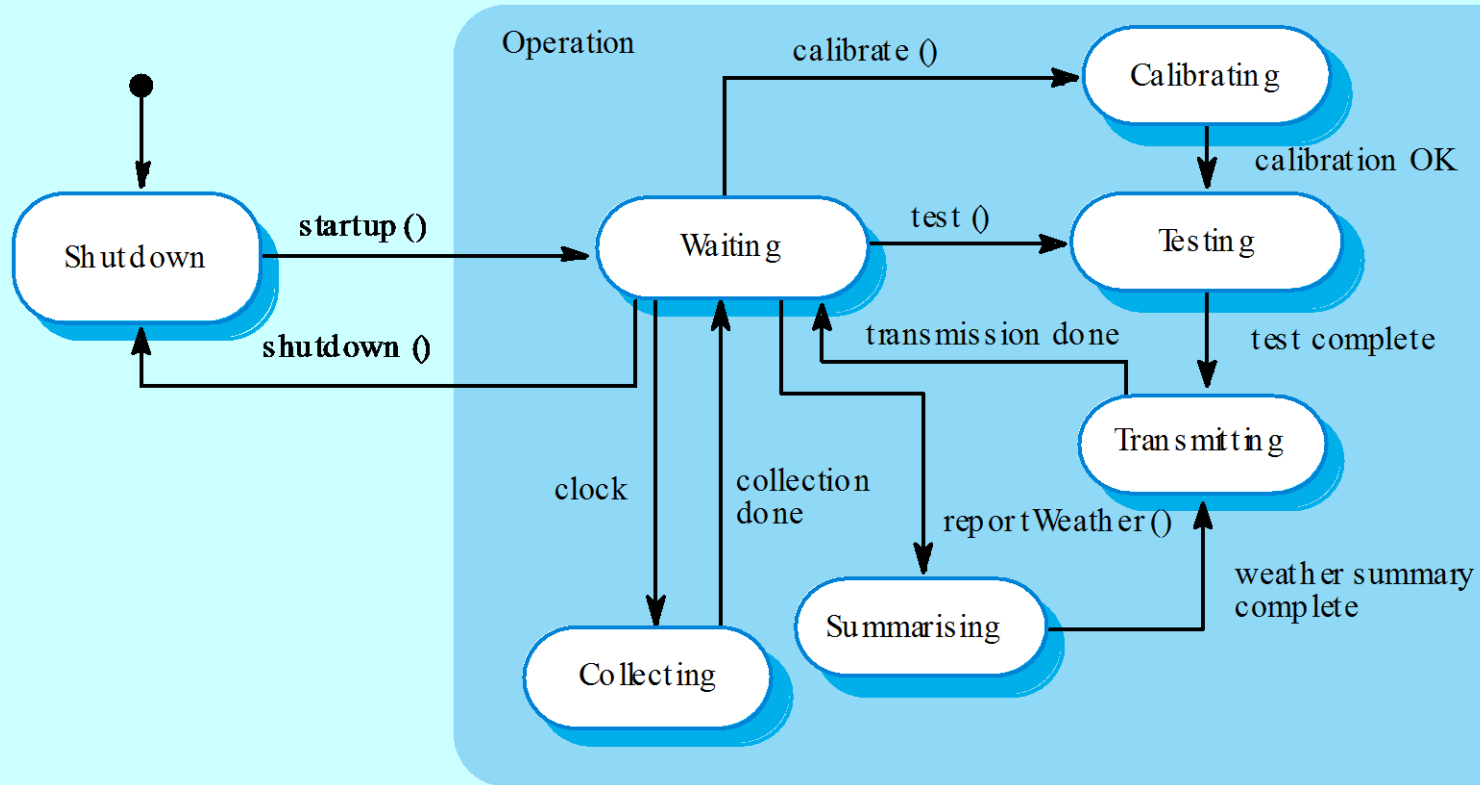 Operation
calibrate ()
Calibrating
calibration OK
Shutdown
startup ()
Waiting
test ()
Testing
shutdown ()
transmission done
test complete
Transmitting
clock
collection
done
reportWeather ()
weather summary
complete
Summarising
Collecting